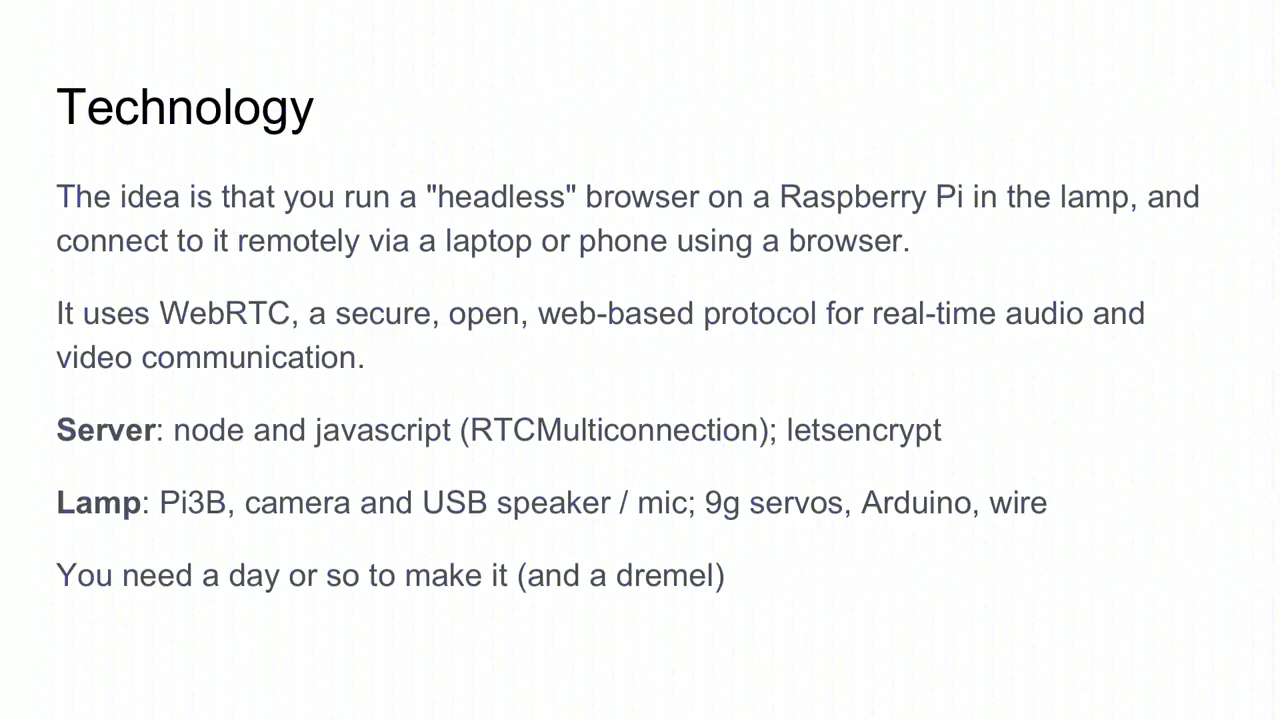 Technology
The idea is that you run a "headless" browser on a Raspberry Pi in the lamp, and
connect to it remotely via a laptop or phone using a browser.
It uses WebRTC, a secure, open, web-based protocol for real-time audio and
video communication.
Server: node and javascript (RTCMulticonnection); letsencrypt
Lamp: Pi3B, camera and USB speaker / mic; 9g servos, Arduino, wire
You need a day or so to make it (and a dremel)